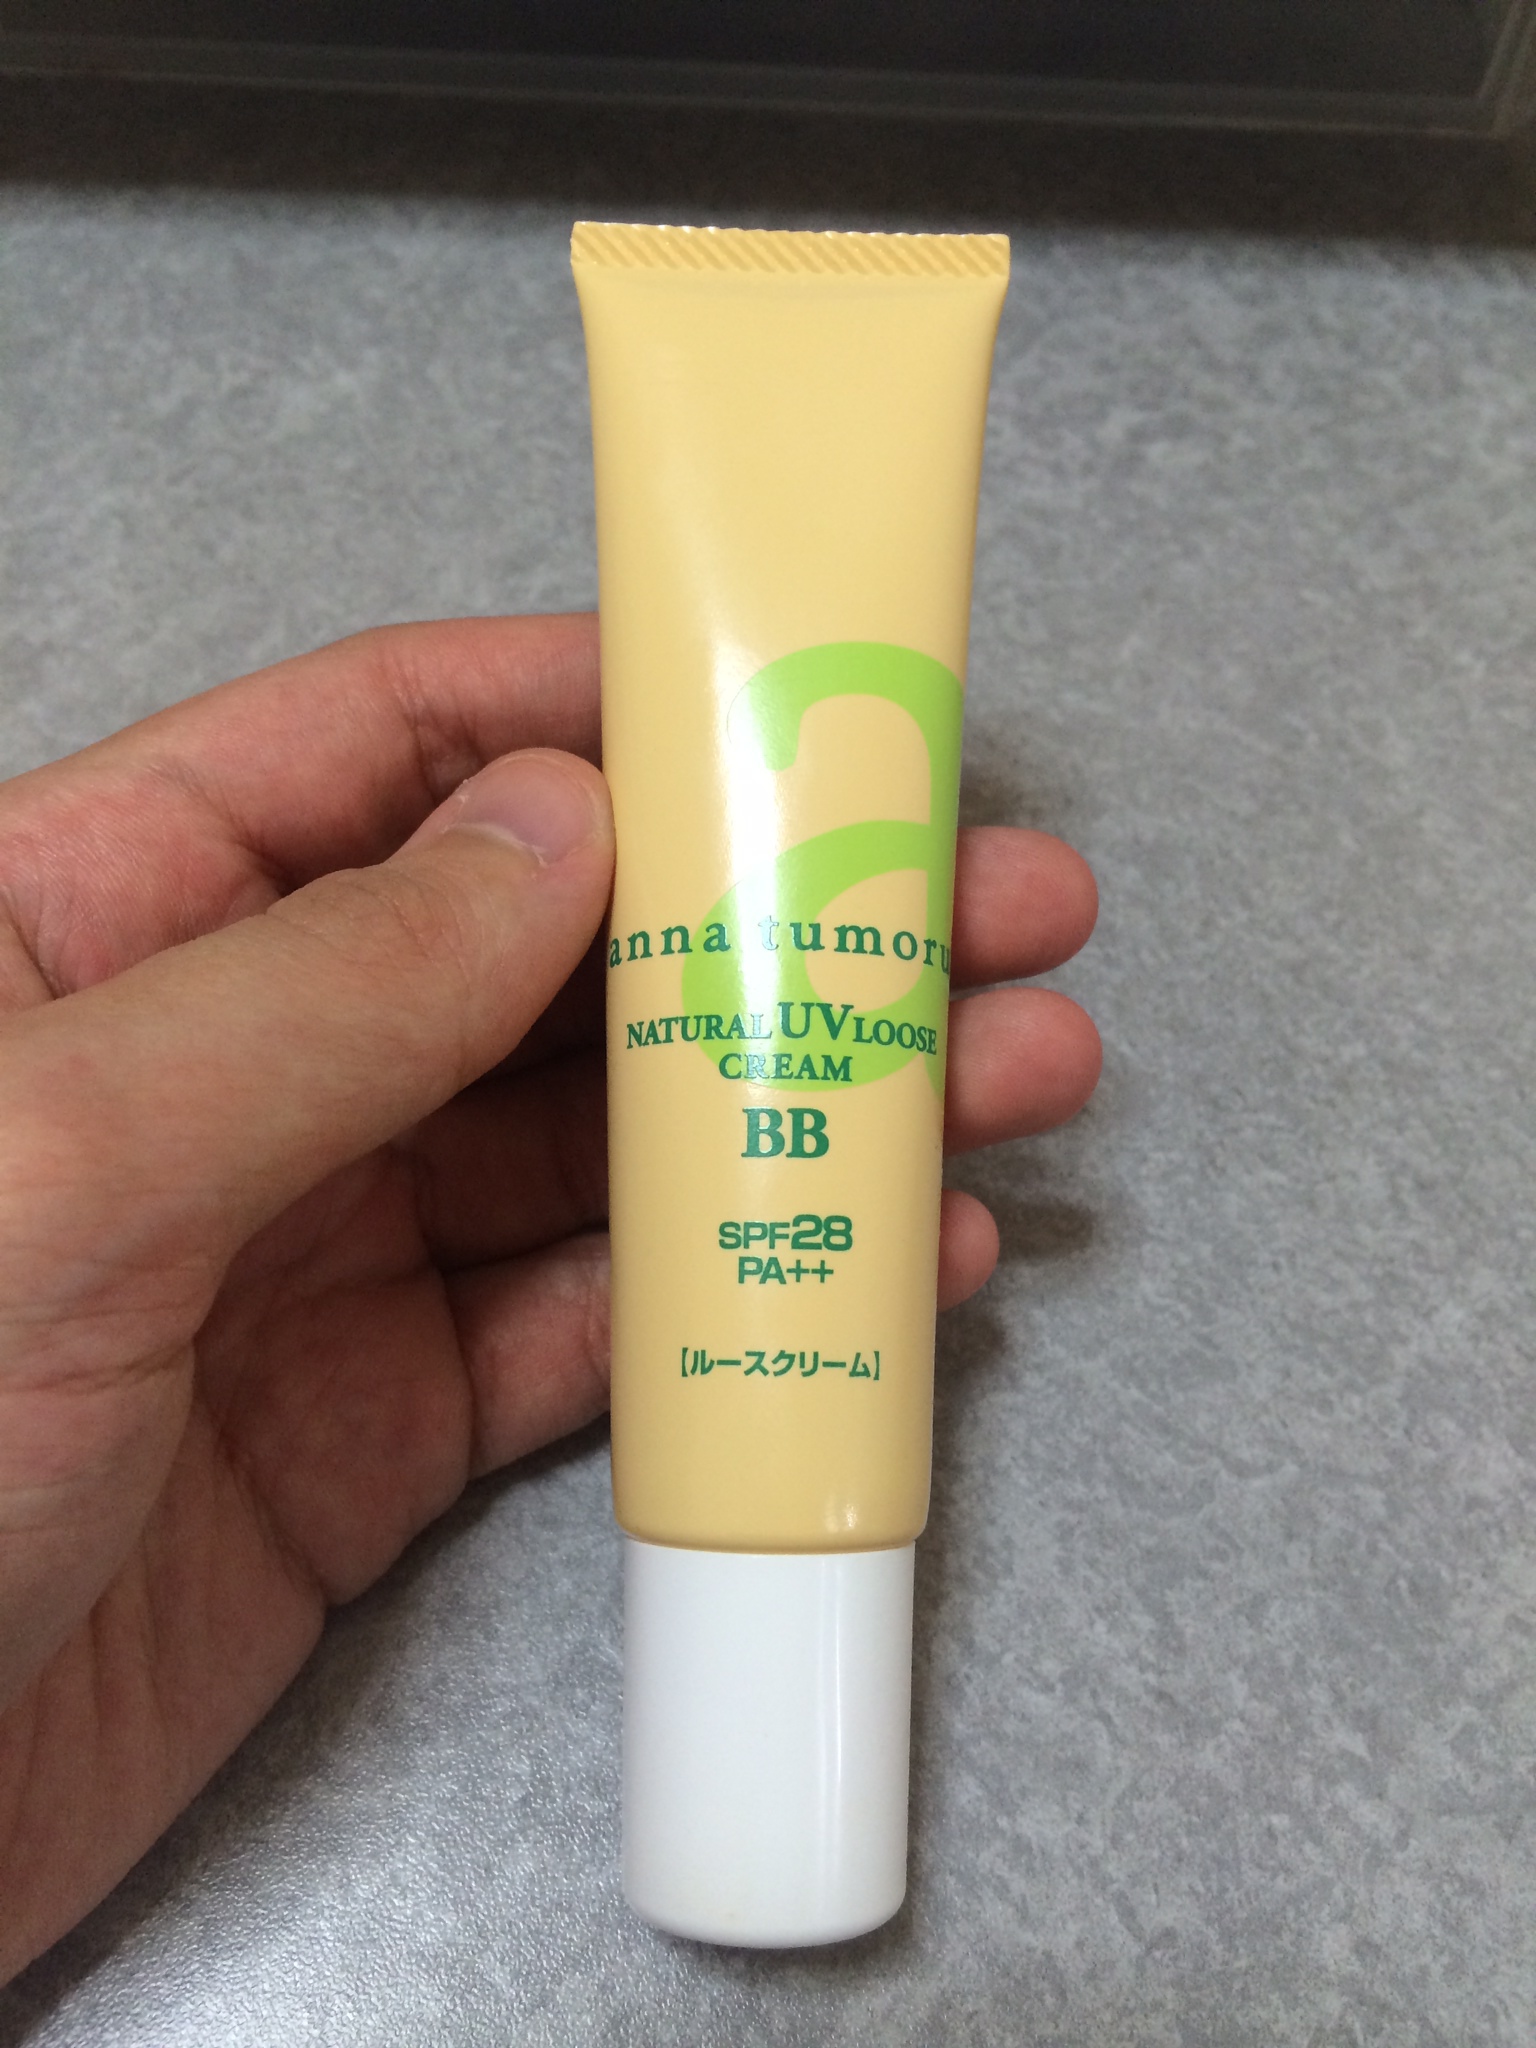 anna tumoru
NATURAL UV LOOSE
CREAM
BB
SPF28
PA++
【ルースクリーム】